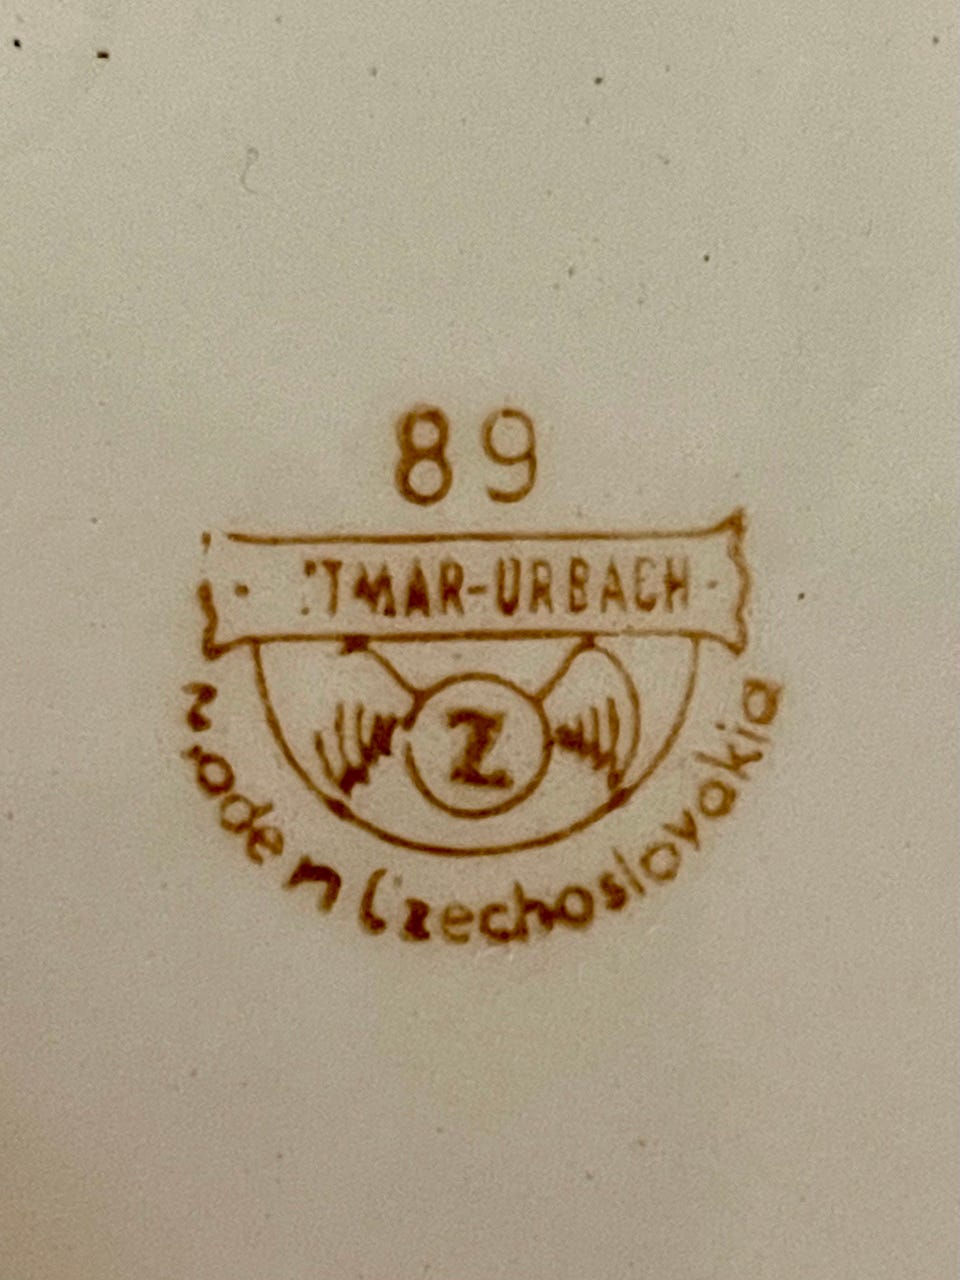 89
TMAR-URBACH
Z
made in Czechoslovakia